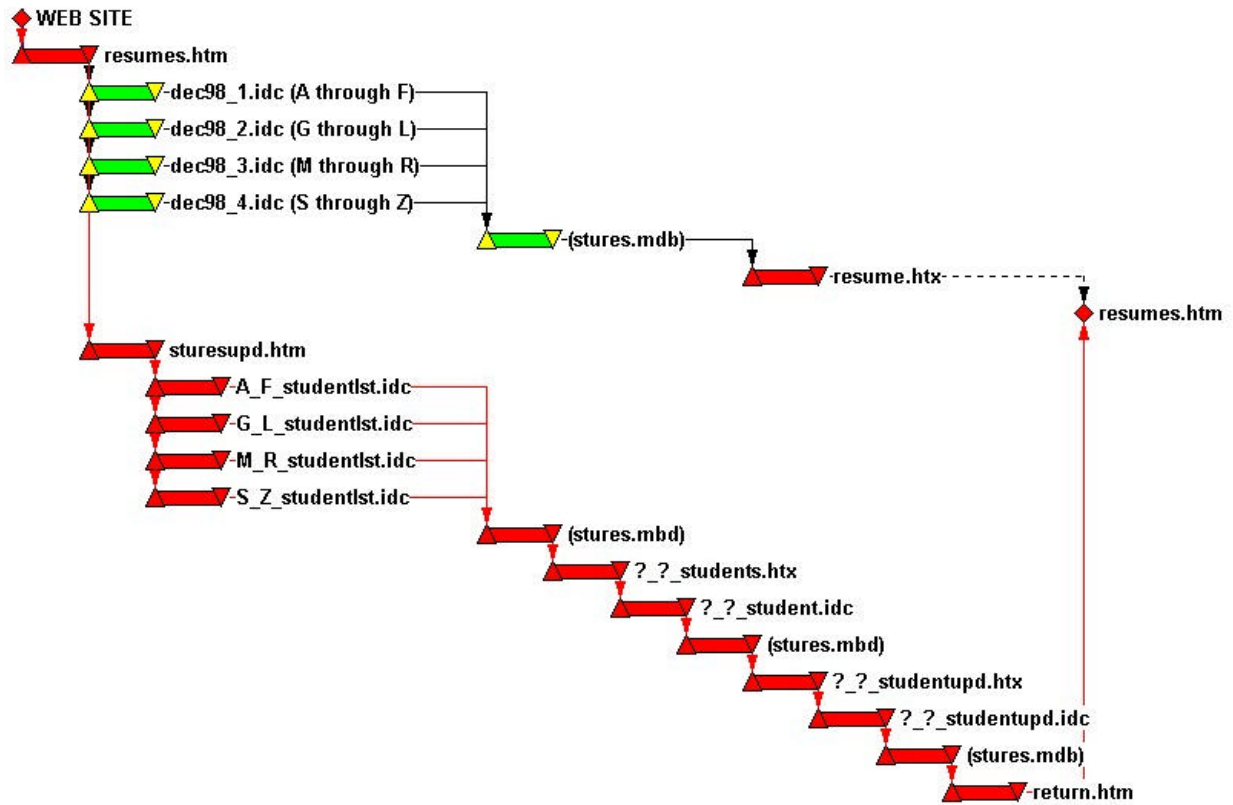 WEB SITE
resumes.htm
dec98_1.idc (A through F)
dec98_2.idc (G through L)
dec98_3.idc (M through R)
dec98_4.idc (S through Z)
(stures.mdb)
resume.htx
resumes.htm
sturesupd.htm
A_F_studentlst.idc
G_L_studentlst.idc
M_R_studentlst.idc
S_Z_studentlst.idc
(stures.mbd)
?_?_students.htx
?_?_student.idc
(stures.mbd)
?_?_studentupd.htx
?_?_studentupd.idc
(stures.mdb)
return.htm